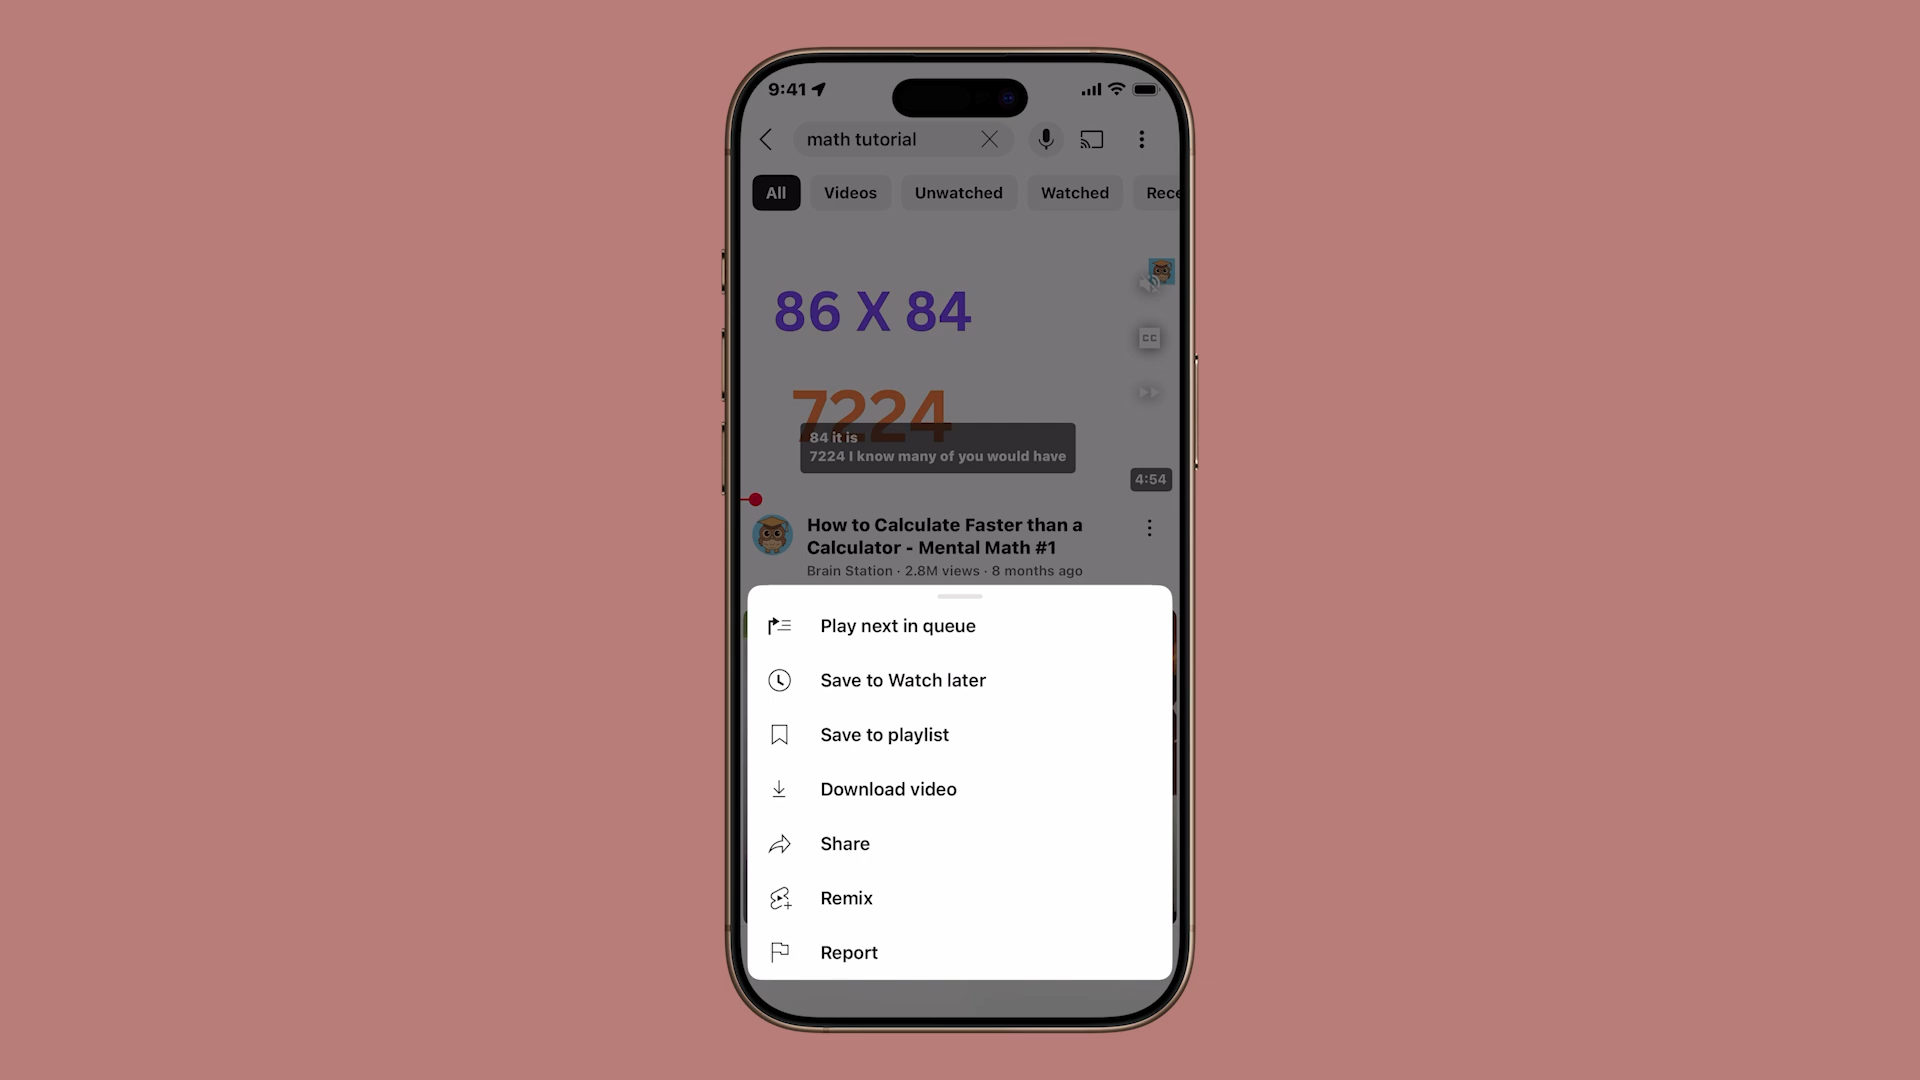 9:41
math tutorial
All
Videos
Unwatched
Watched
Rece
86 X 84
7224
CC
84 it is
7224 I know many of you would have
4:54
How to Calculate Faster than a
Calculator - Mental Math #1
Brain Station · 2.8M views · 8 months ago
Play next in queue
Save to Watch later
Save to playlist
Download video
Share
Remix
Report